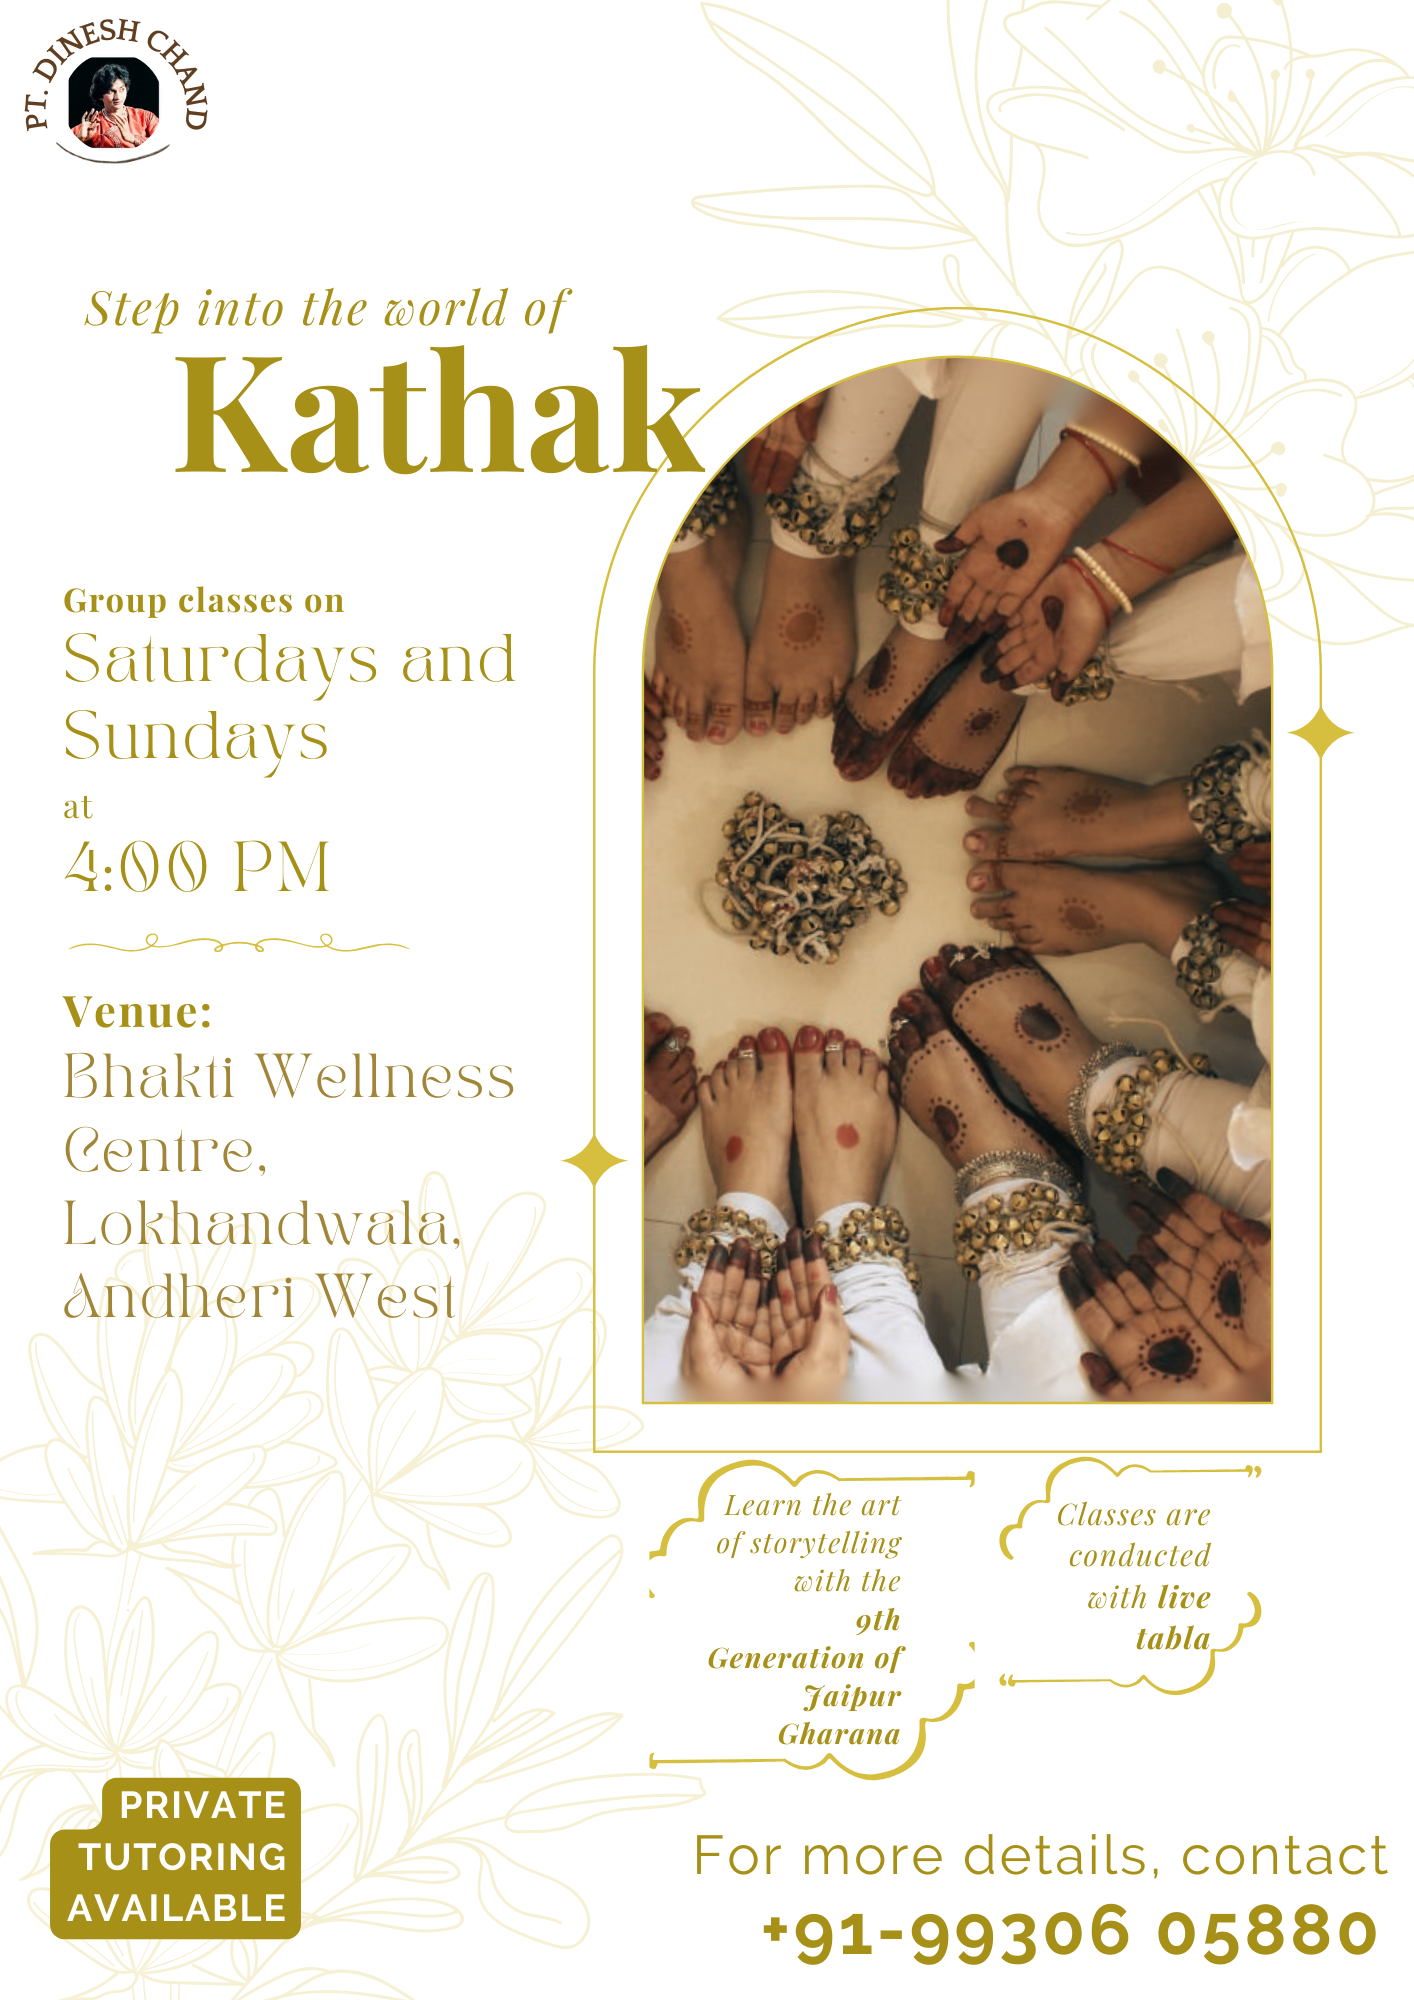 PT. DINESH CHAND
Step into the world of
Kathak
Group classes on
Saturdays and
Sundays
at
4:00 PM
Venue:
Bhakti Wellness
Centre,
Lokhandwala,
Andheri West
Learn the art
of storytelling
with the
9th
Generation of
Jaipur
Gharana
Classes are
conducted
with live
tabla
PRIVATE
TUTORING
AVAILABLE
For more details, contact
+91-99306 05880